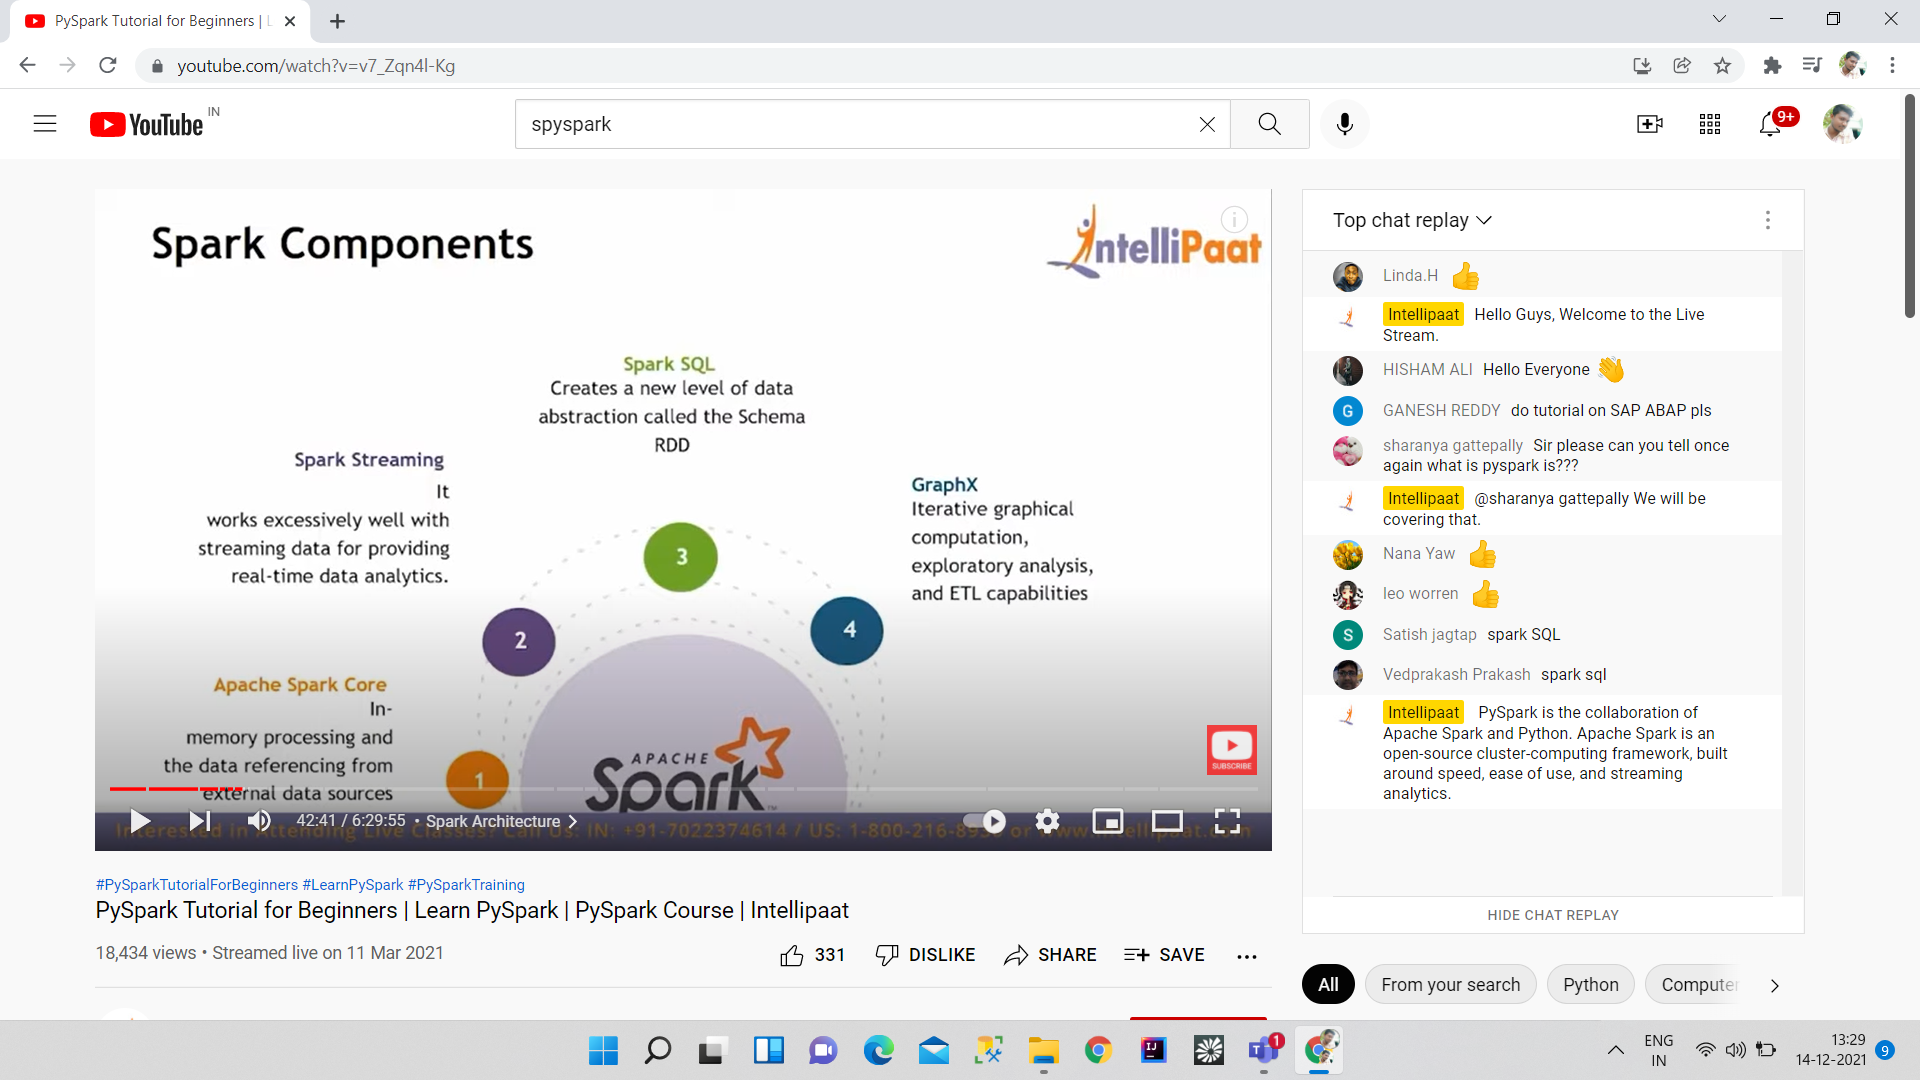 PySpark Tutorial for Beginners | L
youtube.com/watch?v=v7_Zqn4l-Kg
YouTube IN
spyspark
9+
Spark Components
IntelliPaat
Spark SQL
Creates a new level of data
abstraction called the Schema
RDD
Spark Streaming
It
works excessively well with
streaming data for providing
real-time data analytics.
GraphX
Iterative graphical
computation,
exploratory analysis,
and ETL capabilities
3
2
4
Apache Spark Core
In-
memory processing and
the data referencing from
external data sources
1
APACHE
Spark
TM
SUBSCRIBE
42:41 / 6:29:55 • Spark Architecture
Interested in Attending Live Classes? Call Us: IN: +91-7022374614 / US: 1-800-216-8930 or www.intellipaat.com
#PySparkTutorialForBeginners #LearnPySpark #PySparkTraining
PySpark Tutorial for Beginners | Learn PySpark | PySpark Course | Intellipaat
18,434 views • Streamed live on 11 Mar 2021
331 DISLIKE SHARE SAVE
Top chat replay
Linda.H
Intellipaat Hello Guys, Welcome to the Live
Stream.
HISHAM ALI Hello Everyone
G GANESH REDDY do tutorial on SAP ABAP pls
sharanya gattepally Sir please can you tell once
again what is pyspark is???
Intellipaat @sharanya gattepally We will be
covering that.
Nana Yaw
leo worren
S Satish jagtap spark SQL
Vedprakash Prakash spark sql
Intellipaat PySpark is the collaboration of
Apache Spark and Python. Apache Spark is an
open-source cluster-computing framework, built
around speed, ease of use, and streaming
analytics.
HIDE CHAT REPLAY
All From your search Python Computer
IJ
T 1
ENG
IN
13:29
14-12-2021
9